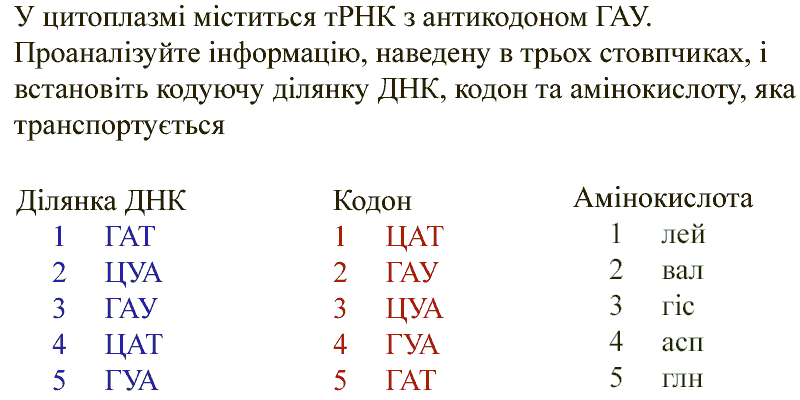 У цитоплазмі міститься тРНК з антикодоном ГАУ.
Проаналізуйте інформацію, наведену в трьох стовпчиках, і
встановіть кодуючу ділянку ДНК, кодон та амінокислоту, яка
транспортується
Ділянка ДНК Кодон Амінокислота
1 ГАТ 1 ЦАТ 1 лей
2 ЦУА 2 ГАУ 2 вал
3 ГАУ 3 ЦУА 3 гіс
4 ЦАТ 4 ГУА 4 асп
5 ГУА 5 ГАТ 5 глн